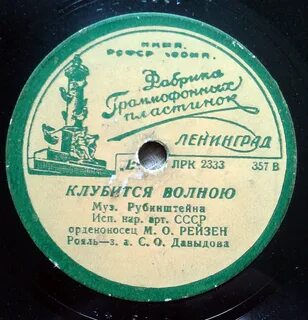 Фабрика
Граммофонных
пластинок
ЛЕНИНГРАД
ЛРК 2333 357 В
КЛУБИТСЯ ВОЛНОЮ
Муз. Рубинштейна
Исп. нар. арт. СССР
орденоносец М. О. РЕЙЗЕН
Рояль-з. а. С. О. Давыдова